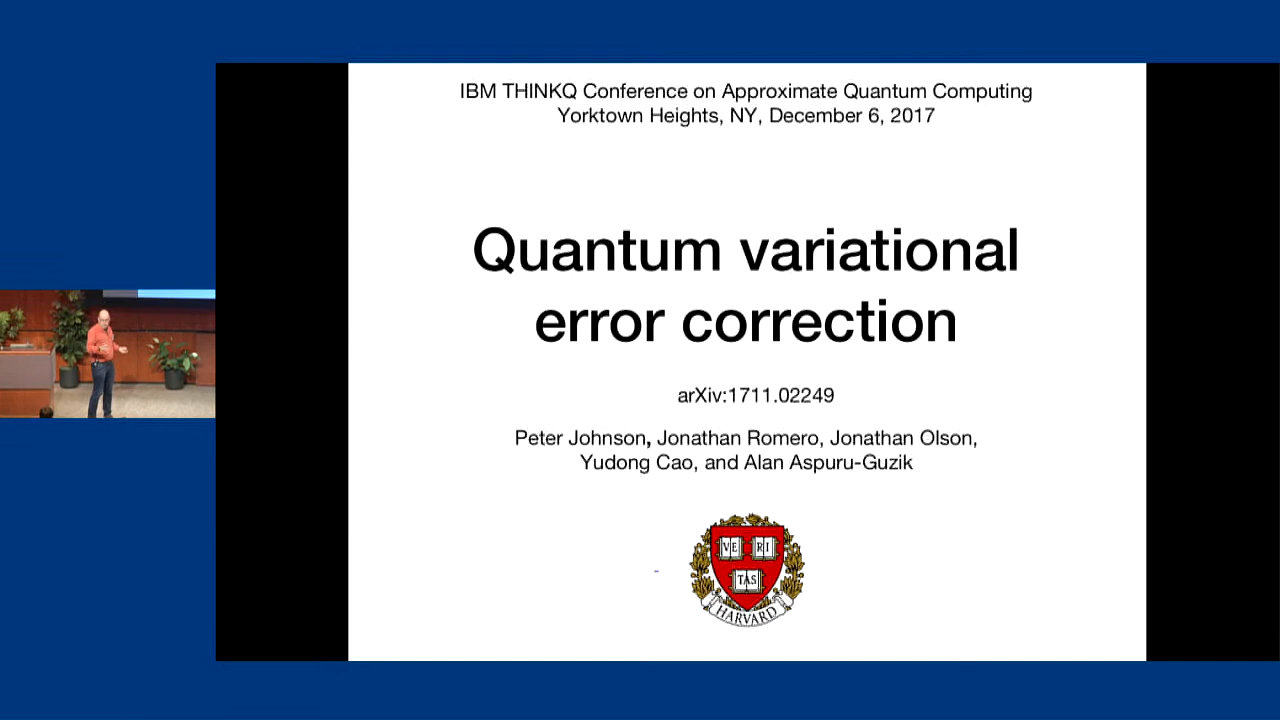 IBM THINKQ Conference on Approximate Quantum Computing
Yorktown Heights, NY, December 6, 2017
Quantum variational
error correction
arXiv:1711.02249
Peter Johnson, Jonathan Romero, Jonathan Olson,
Yudong Cao, and Alan Aspuru-Guzik
VE RI
TAS
HARVARD